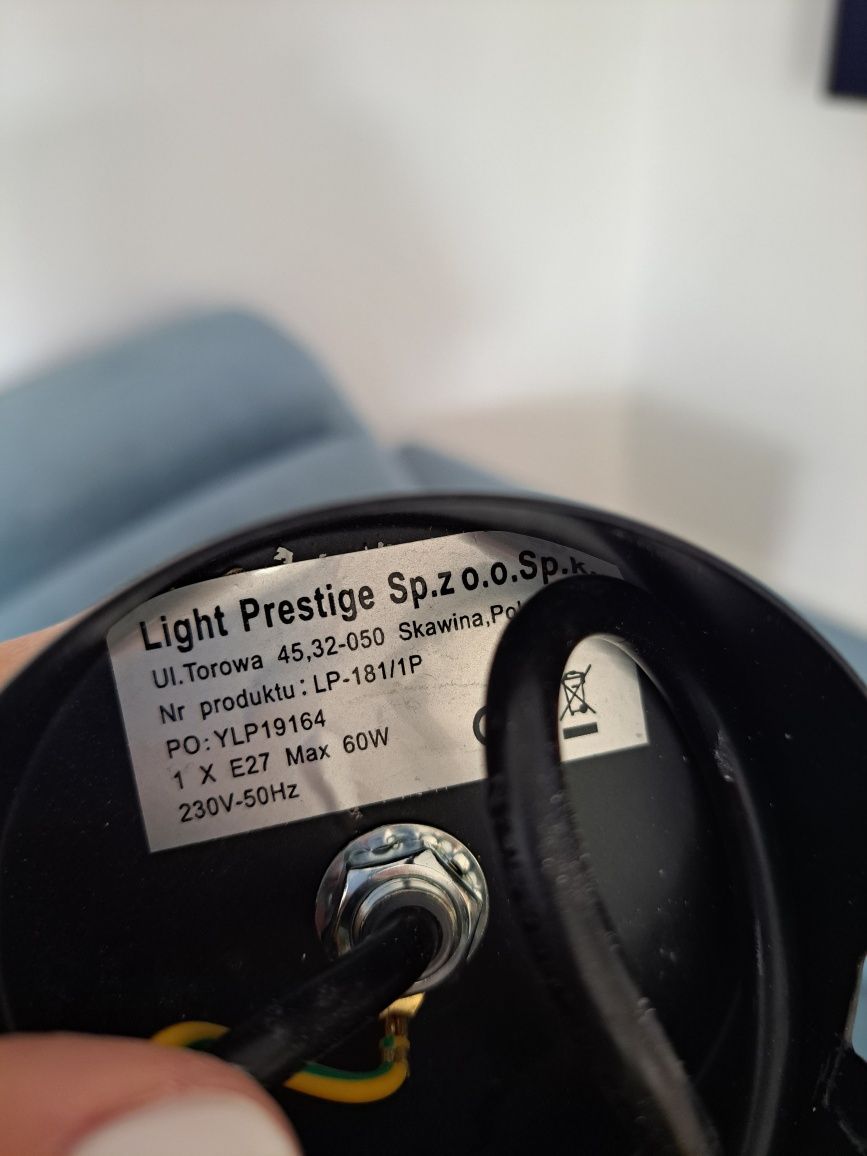 Light Prestige Sp.z o.o.Sp.k.
Ul.Torowa 45,32-050 Skawina,
Nr produktu: LP-181/1P
PO:YLP19164
1 X E27 Max 60W
230V-50Hz